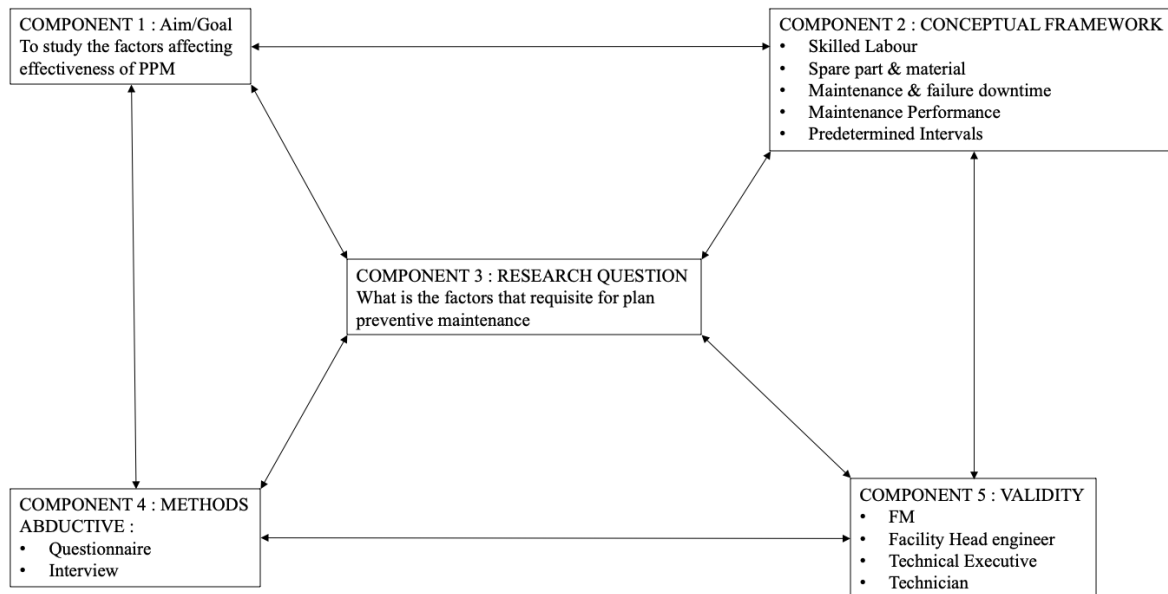 COMPONENT 1 : Aim/Goal
To study the factors affecting
effectiveness of PPM
COMPONENT 2 : CONCEPTUAL FRAMEWORK
• Skilled Labour
• Spare part & material
• Maintenance & failure downtime
• Maintenance Performance
• Predetermined Intervals
COMPONENT 3 : RESEARCH QUESTION
What is the factors that requisite for plan
preventive maintenance
COMPONENT 4 : METHODS
ABDUCTIVE :
• Questionnaire
• Interview
COMPONENT 5 : VALIDITY
• FM
• Facility Head engineer
• Technical Executive
• Technician